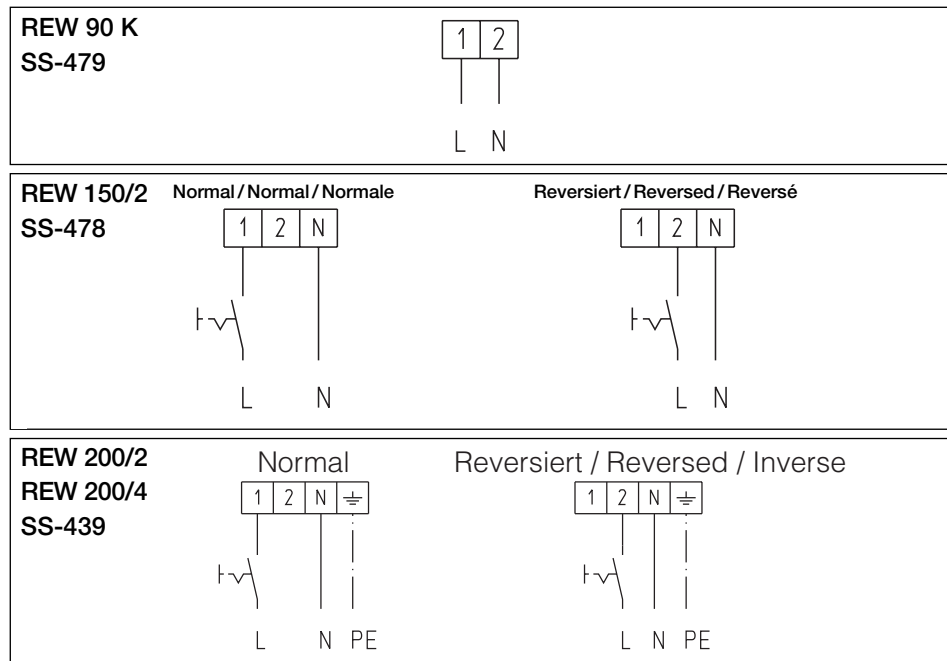 REW 90 K
SS-479
1 2
L N
REW 150/2
SS-478
Normal / Normal / Normale
1 2 N
L N
Reversiert / Reversed / Reversé
1 2 N
L N
REW 200/2
REW 200/4
SS-439
Normal
1 2 N
L N PE
Reversiert / Reversed / Inverse
1 2 N
L N PE